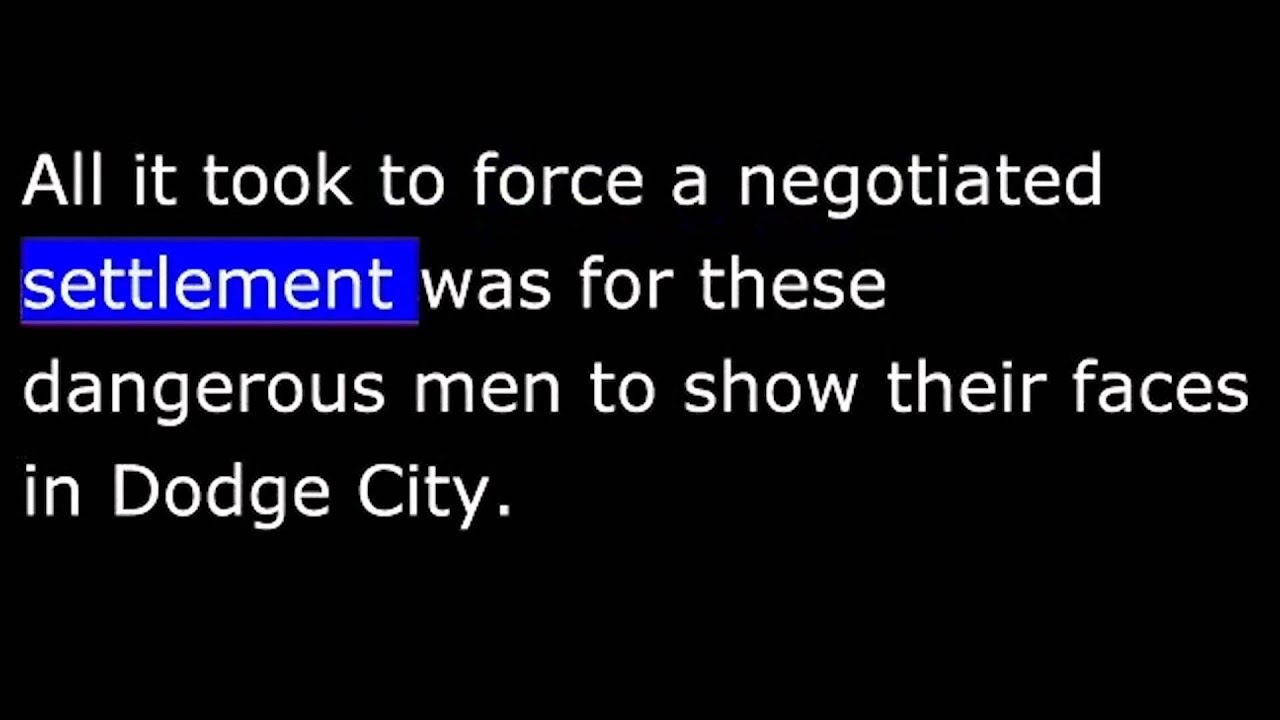 All it took to force a negotiated
settlement was for these
dangerous men to show their faces
in Dodge City.